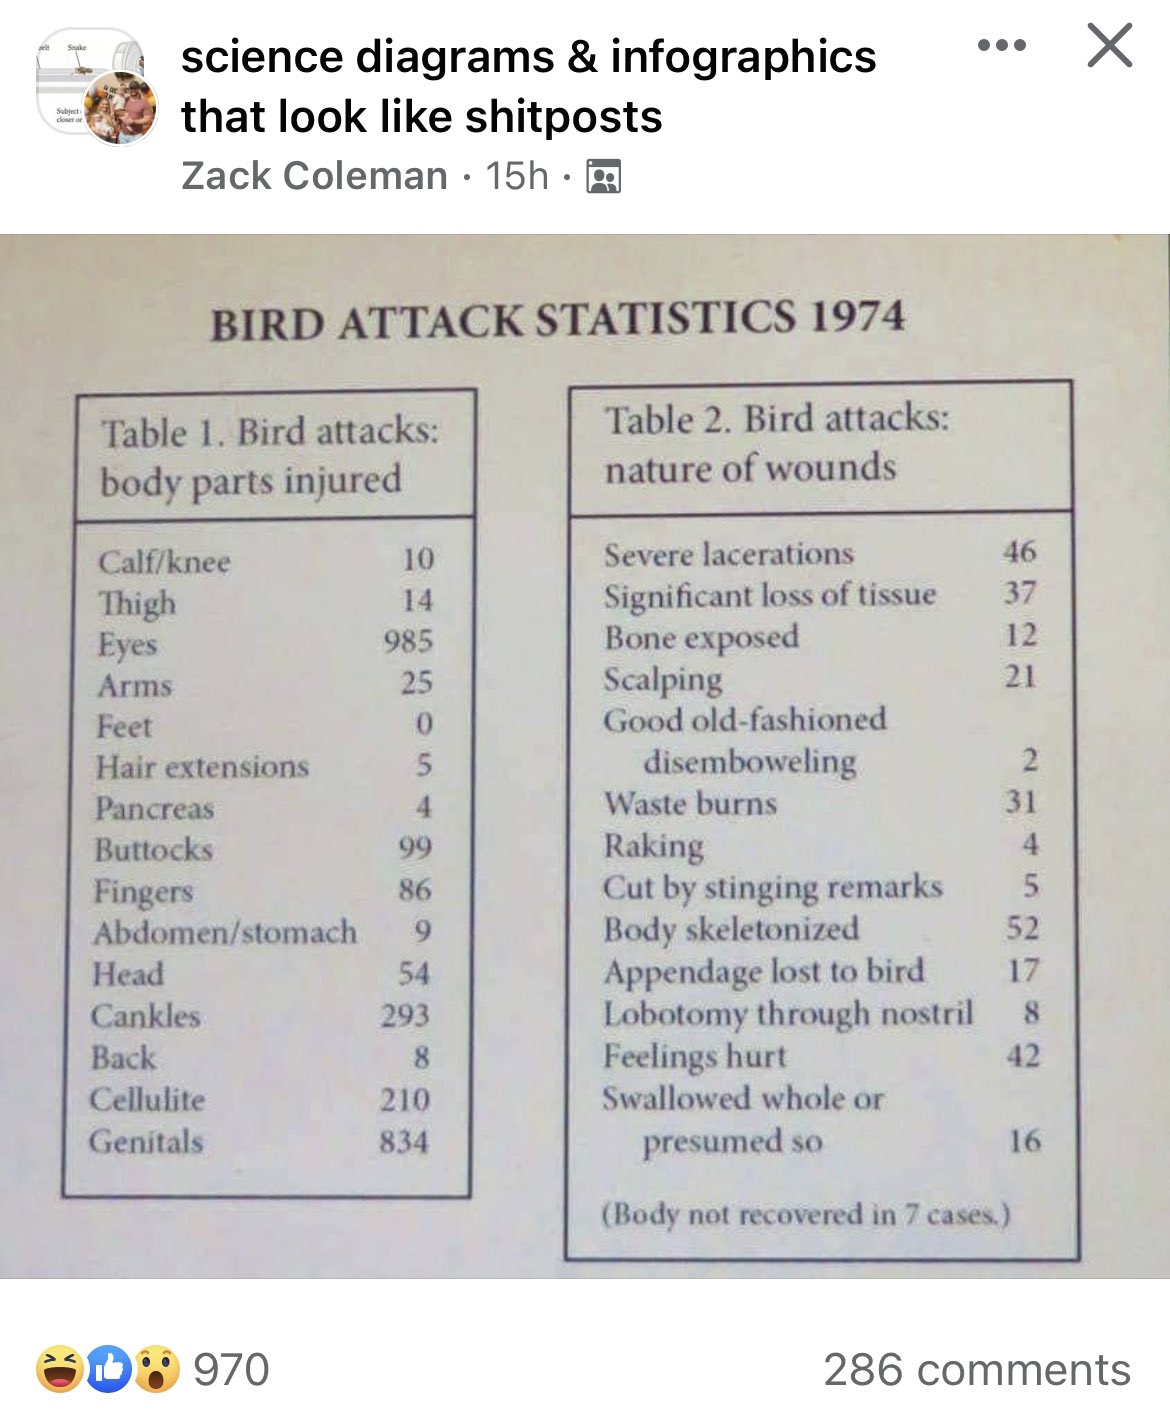 elt Snake
Subject
closer or
science diagrams & infographics
that look like shitposts
Zack Coleman · 15h ·
BIRD ATTACK STATISTICS 1974
Table 1. Bird attacks:
body parts injured
Calf/knee 10
Thigh 14
Eyes 985
Arms 25
Feet 0
Hair extensions 5
Pancreas 4
Buttocks 99
Fingers 86
Abdomen/stomach 9
Head 54
Cankles 293
Back 8
Cellulite 210
Genitals 834
Table 2. Bird attacks:
nature of wounds
Severe lacerations 46
Significant loss of tissue 37
Bone exposed 12
Scalping 21
Good old-fashioned
disemboweling 2
Waste burns 31
Raking 4
Cut by stinging remarks 5
Body skeletonized 52
Appendage lost to bird 17
Lobotomy through nostril 8
Feelings hurt 42
Swallowed whole or
presumed so 16
(Body not recovered in 7 cases.)
970
286 comments